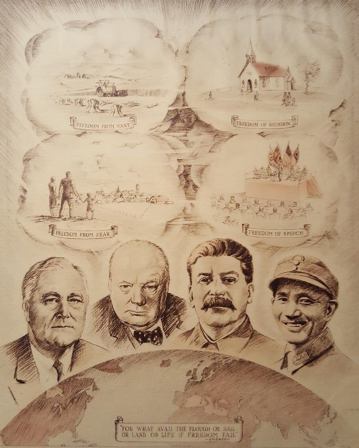 FREEDOM FROM WANT
FREEDOM OF RELIGION
FREEDOM FROM FEAR
FREEDOM OF SPEECH
"FOR WHAT AVAIL THE PLOUGH OR SAIL
OR LAND OR LIFE IF FREEDOM FAIL"